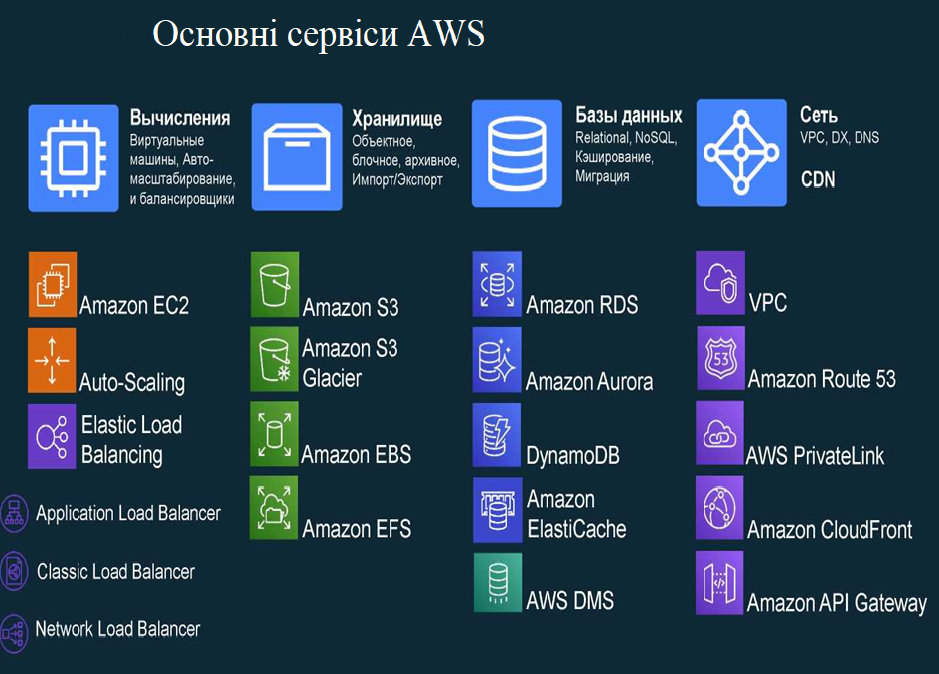 Основні сервіси AWS
Вычисления
Виртуальные
машины, Авто-
масштабирование,
и балансировщики
Хранилище
Объектное,
блочное, архивное,
Импорт/Экспорт
Базы данных
Relational, NoSQL,
Кэширование,
Миграция
Сеть
VPC, DX, DNS
CDN
Amazon EC2
Auto-Scaling
Elastic Load
Balancing
Application Load Balancer
Classic Load Balancer
Network Load Balancer
Amazon S3
Amazon S3
Glacier
Amazon EBS
Amazon EFS
Amazon RDS
Amazon Aurora
DynamoDB
Amazon
ElastiCache
AWS DMS
VPC
53
Amazon Route 53
AWS PrivateLink
Amazon CloudFront
</>
Amazon API Gateway